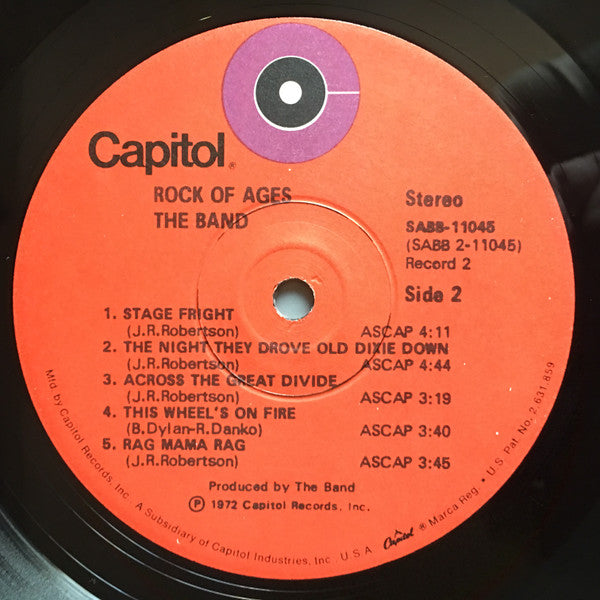 Capitol®
ROCK OF AGES
THE BAND
Stereo
SABB-11045
(SABB 2-11045)
Record 2
Side 2
1. STAGE FRIGHT
(J.R.Robertson) ASCAP 4:11
2. THE NIGHT THEY DROVE OLD DIXIE DOWN
(J.R.Robertson) ASCAP 4:44
3. ACROSS THE GREAT DIVIDE
(J.R.Robertson) ASCAP 3:19
4. THIS WHEEL'S ON FIRE
(B.Dylan-R.Danko) ASCAP 3:40
5. RAG MAMA RAG
(J.R.Robertson) ASCAP 3:45
Produced by The Band
Ⓟ 1972 Capitol Records, Inc.
Mfd. by Capitol Records, Inc. A Subsidiary of Capitol Industries, Inc. U.S.A. Capitol ® Marca Reg. • U.S. Pat. No. 2,631,859